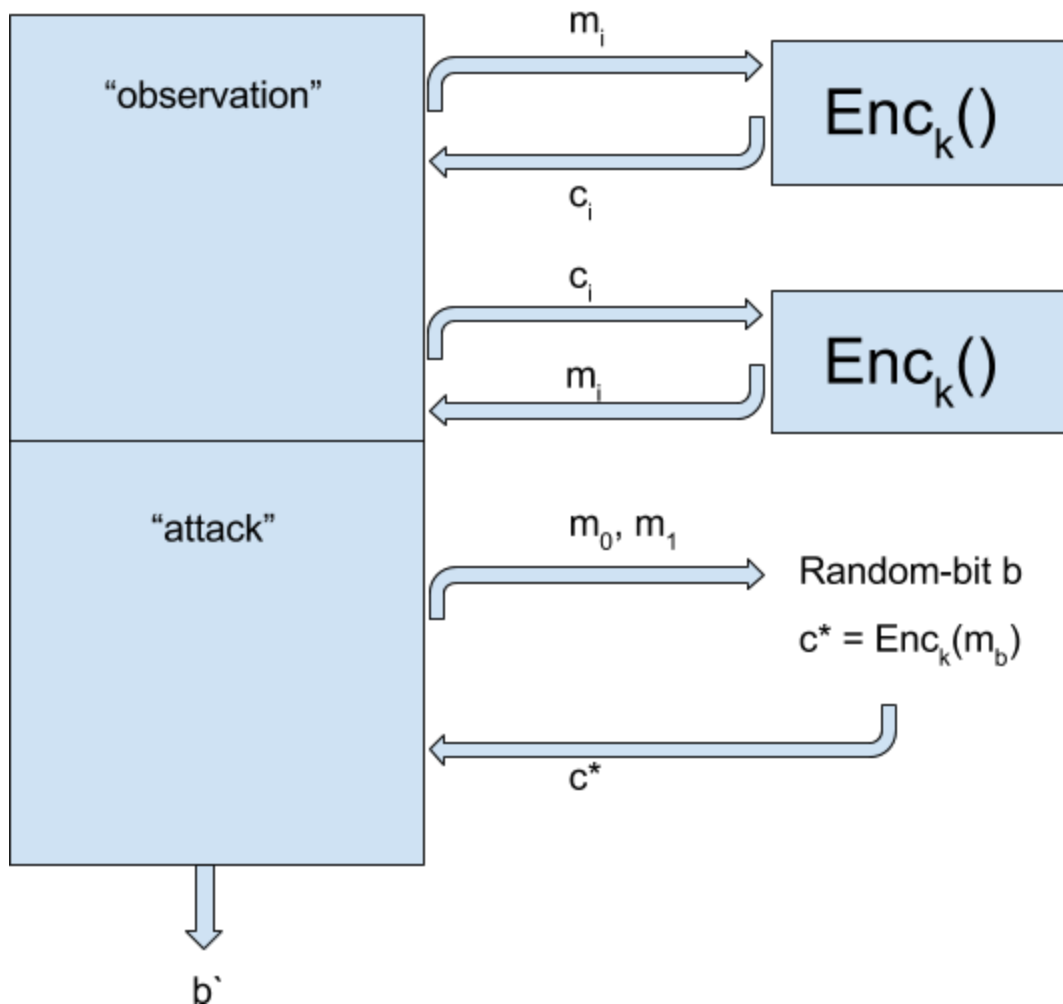 m_i
“observation”
Enc_k()
c_i
c_i
Enc_k()
m_i
“attack”
m_0, m_1
Random-bit b
c* = Enc_k(m_b)
c*
b`